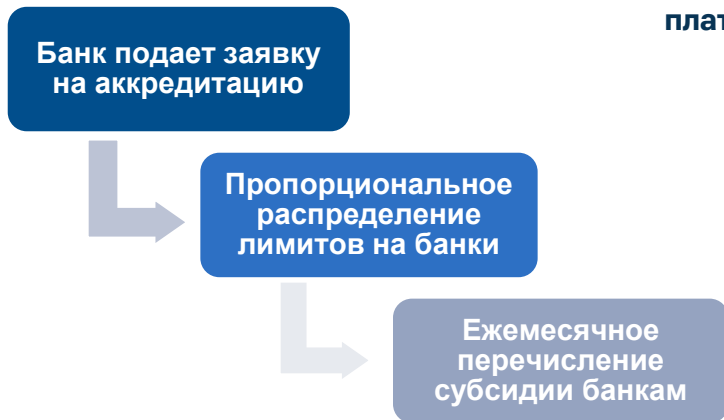 плат
Банк подает заявку
на аккредитацию
Пропорциональное
распределение
лимитов на банки
Ежемесячное
перечисление
субсидии банкам